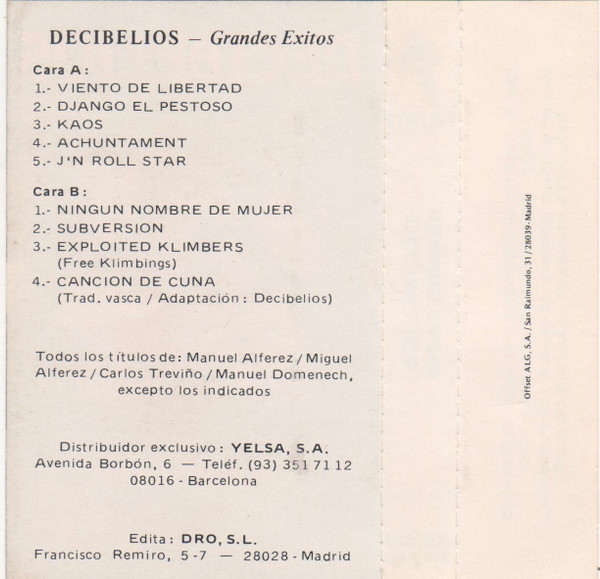 DECIBELIOS — Grandes Exitos
Cara A :
1.- VIENTO DE LIBERTAD
2.- DJANGO EL PESTOSO
3.- KAOS
4.- ACHUNTAMENT
5.- J'N ROLL STAR
Cara B :
1.- NINGUN NOMBRE DE MUJER
2.- SUBVERSION
3.- EXPLOITED KLIMBERS
(Free Klimbings)
4.- CANCION DE CUNA
(Trad. vasca / Adaptación : Decibelios)
Todos los títulos de : Manuel Alferez / Miguel
Alferez / Carlos Treviño / Manuel Domenech,
excepto los indicados
Distribuidor exclusivo : YELSA, S.A.
Avenida Borbón, 6 — Teléf. (93) 351 71 12
08016 - Barcelona
Edita : DRO, S.L.
Francisco Remiro, 5-7 — 28028 - Madrid
Offset ALG, S.A. / San Raimundo, 31 / 28039 - Madrid